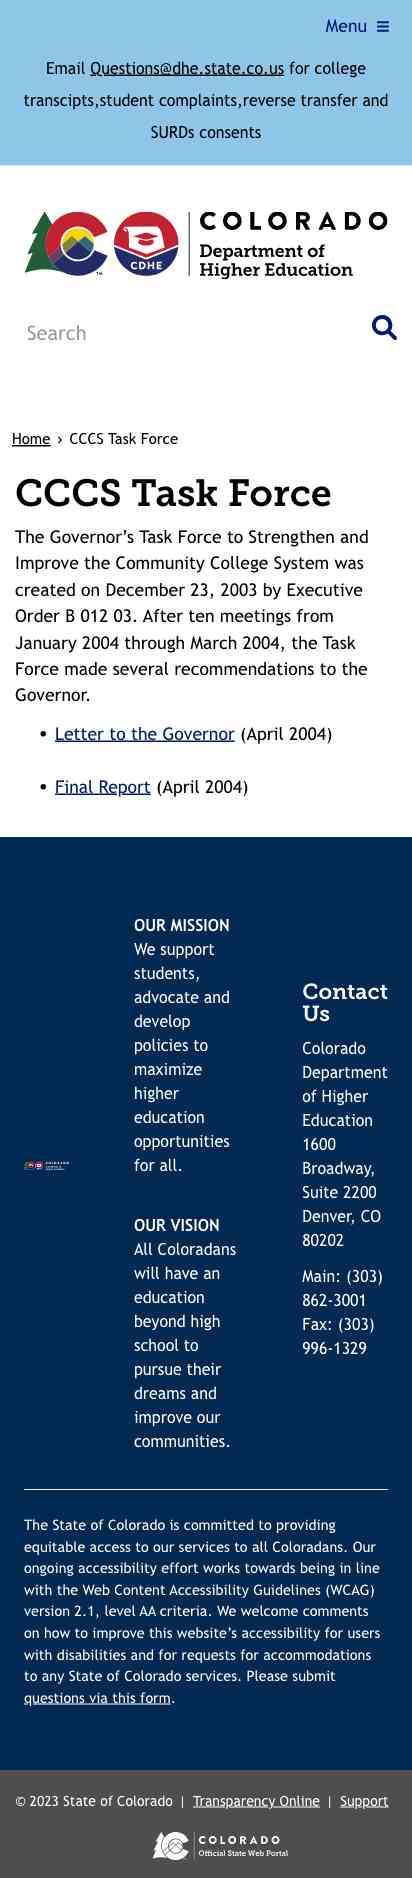 Menu
Email Questions@dhe.state.co.us for college
transcipts,student complaints,reverse transfer and
SURDs consents
COLORADO
Department of
Higher Education
CDHE
TM
Search
Home › CCCS Task Force
CCCS Task Force
The Governor's Task Force to Strengthen and
Improve the Community College System was
created on December 23, 2003 by Executive
Order B 012 03. After ten meetings from
January 2004 through March 2004, the Task
Force made several recommendations to the
Governor.
• Letter to the Governor (April 2004)
• Final Report (April 2004)
OUR MISSION
We support
students,
advocate and
develop
policies to
maximize
higher
education
opportunities
for all.
OUR VISION
All Coloradans
will have an
education
beyond high
school to
pursue their
dreams and
improve our
communities.
Contact
Us
Colorado
Department
of Higher
Education
1600
Broadway,
Suite 2200
Denver, CO
80202
Main: (303)
862-3001
Fax: (303)
996-1329
The State of Colorado is committed to providing
equitable access to our services to all Coloradans. Our
ongoing accessibility effort works towards being in line
with the Web Content Accessibility Guidelines (WCAG)
version 2.1, level AA criteria. We welcome comments
on how to improve this website's accessibility for users
with disabilities and for requests for accommodations
to any State of Colorado services. Please submit
questions via this form.
© 2023 State of Colorado | Transparency Online | Support
COLORADO
Official State Web Portal